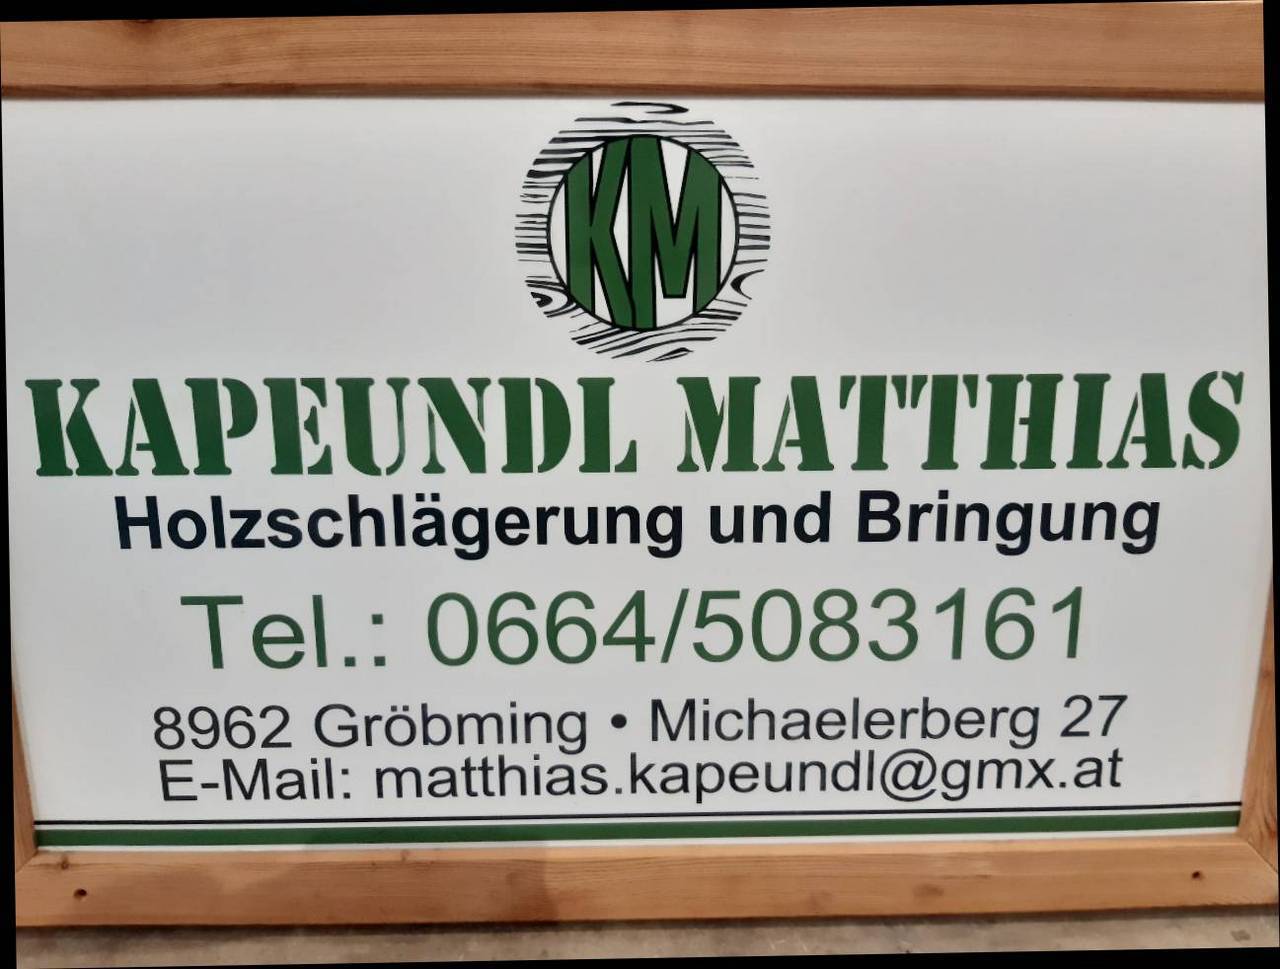 KM
KAPEUNDL MATTHIAS
Holzschlägerung und Bringung
Tel.: 0664/5083161
8962 Gröbming • Michaelerberg 27
E-Mail: matthias.kapeundl@gmx.at